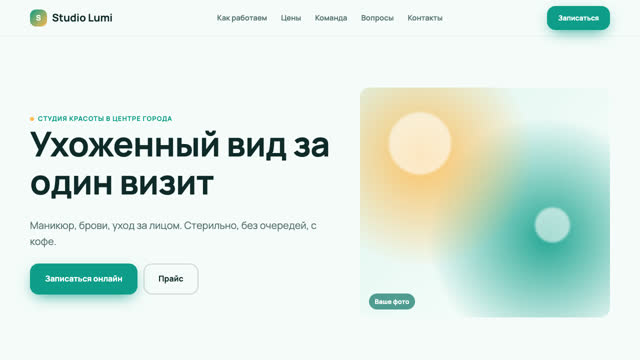 S Studio Lumi
Как работаем Цены Команда Вопросы Контакты
Записаться
СТУДИЯ КРАСОТЫ В ЦЕНТРЕ ГОРОДА
Ухоженный вид за
один визит
Маникюр, брови, уход за лицом. Стерильно, без очередей, с
кофе.
Записаться онлайн Прайс
Ваше фото